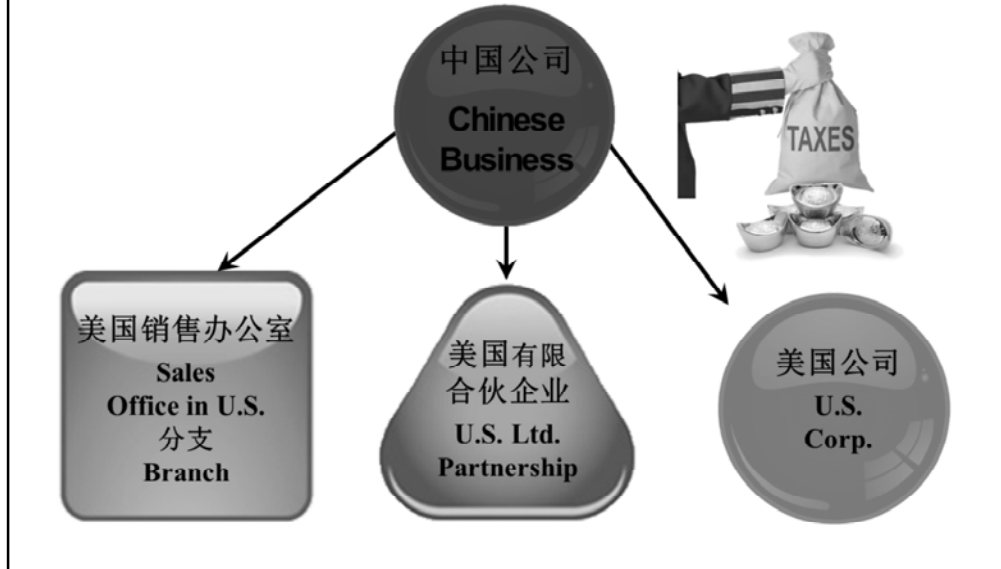 中国公司
Chinese
Business
TAXES
美国销售办公室
Sales
Office in U.S.
分支
Branch
美国有限
合伙企业
U.S. Ltd.
Partnership
美国公司
U.S.
Corp.